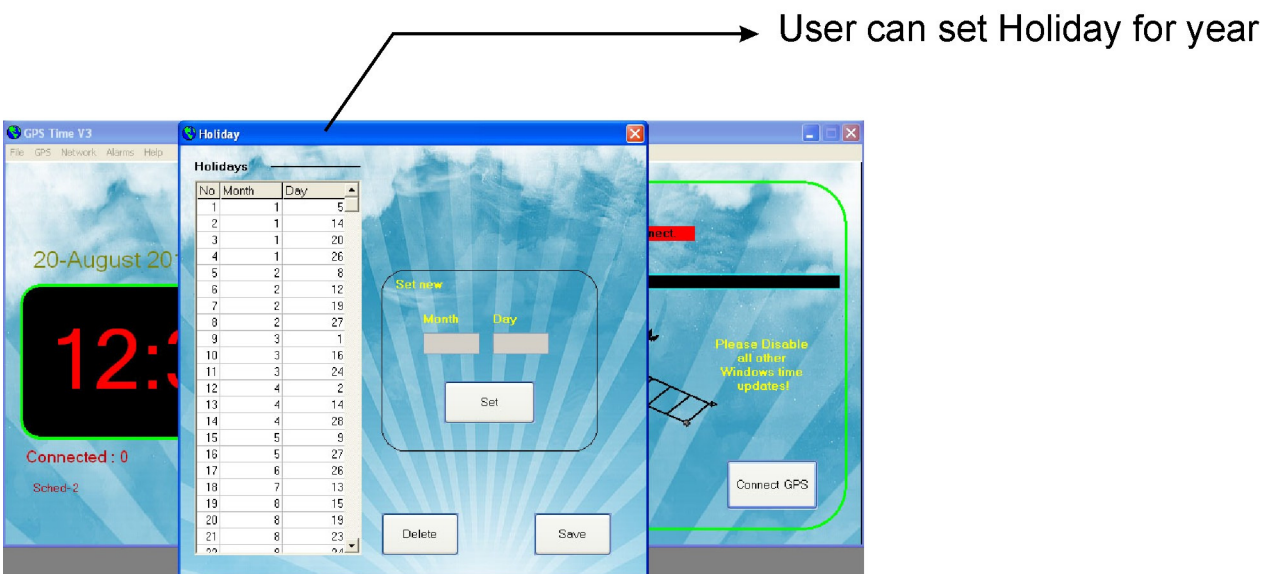 User can set Holiday for year
GPS Time V3
Holiday
File GPS Network Alarms Help
Holidays
No Month Day
1 1 5
2 1 14
3 1 20
4 1 26
5 2 8
6 2 12
7 2 19
8 2 27
9 3 1
10 3 16
11 3 24
12 4 2
13 4 14
14 4 28
15 5 9
16 5 27
17 6 26
18 7 13
19 8 15
20 8 19
21 8 23
20-August 20
12:
Connected : 0
Sched-2
Set new
Month Day
Set
Delete
Save
Please Disable
all other
Windows time
updates!
Connect GPS